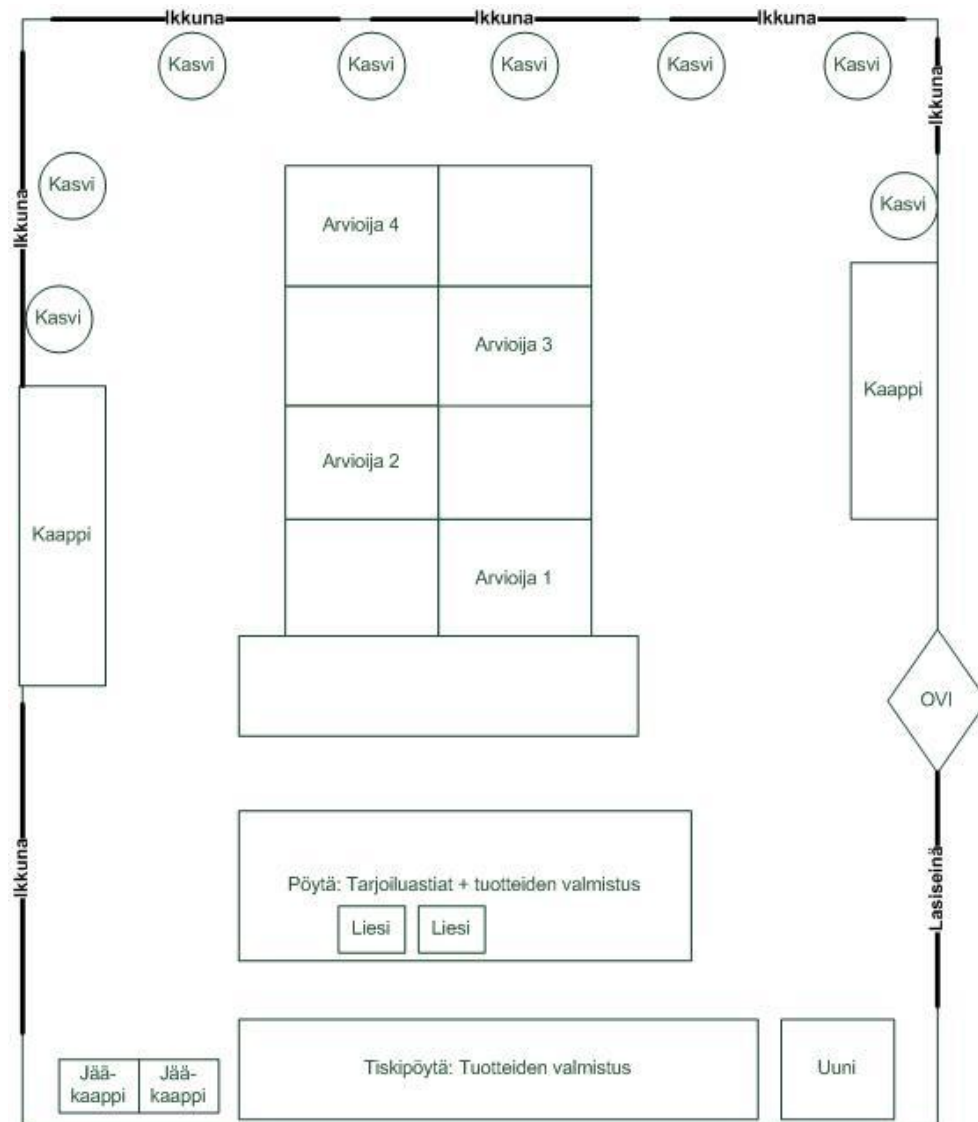 Ikkuna
Ikkuna
Ikkuna
Kasvi
Kasvi
Kasvi
Kasvi
Kasvi
Ikkuna
Kasvi
Ikkuna
Kasvi
Arvioija 4
Kasvi
Arvioija 3
Kaappi
Arvioija 2
Kaappi
Arvioija 1
OVI
Ikkuna
Lasiseinä
Pöytä: Tarjoiluastiat + tuotteiden valmistus
Liesi
Liesi
Jää-
kaappi
Jää-
kaappi
Tiskipöytä: Tuotteiden valmistus
Uuni